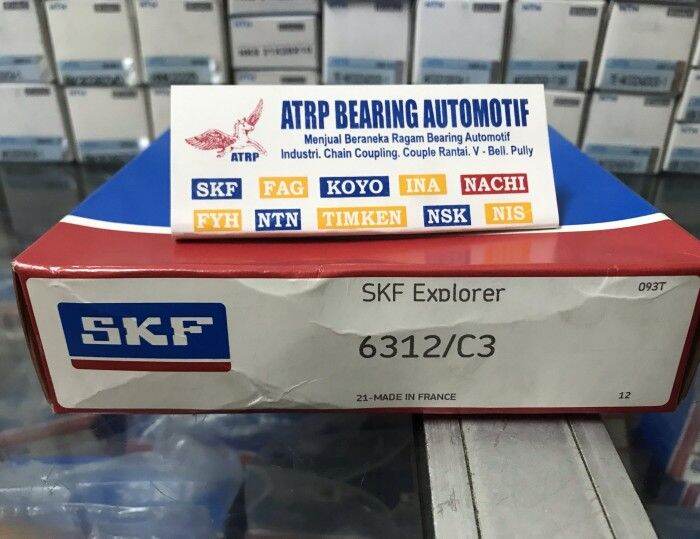 ATRP BEARING AUTOMOTIF
Menjual Beraneka Ragam Bearing Automotif
Industri. Chain Coupling. Couple Rantai. V - Bell. Pully
ATRP
SKF FAG KOYO INA NACHI
FYH NTN TIMKEN NSK NIS
SKF Explorer
093T
SKF
6312/C3
21-MADE IN FRANCE
12